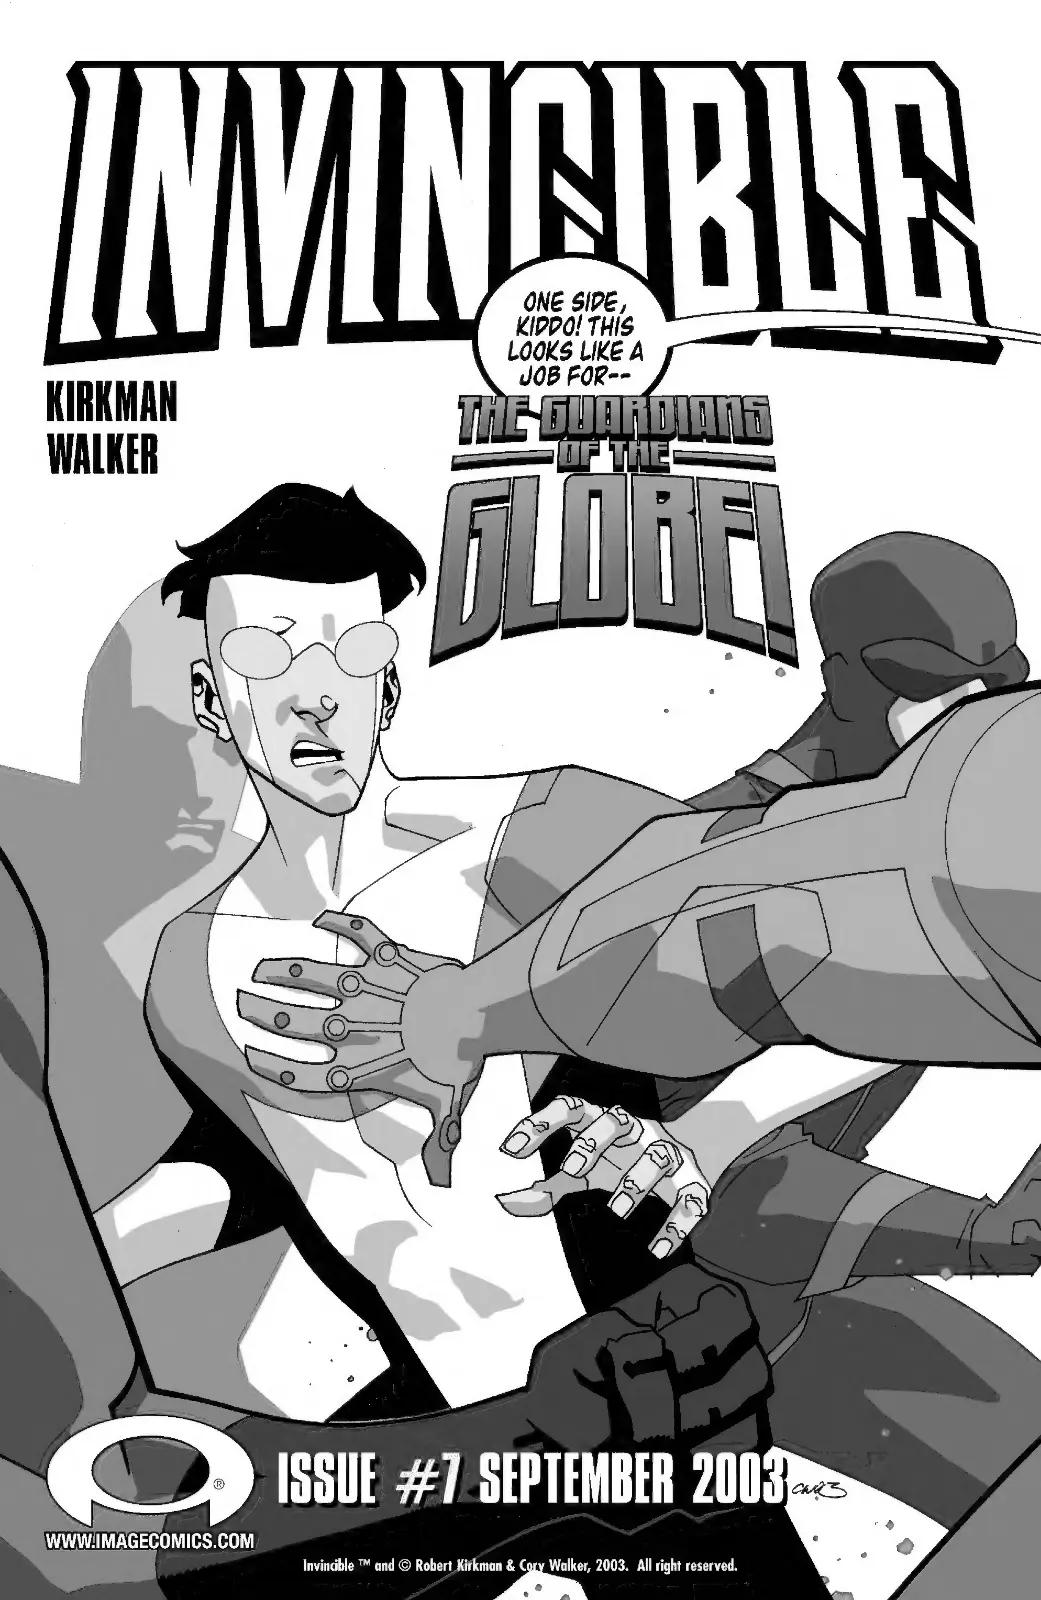 INVINCIBLE
KIRKMAN
WALKER
ONE SIDE,
KIDDO! THIS
LOOKS LIKE A
JOB FOR--
THE GUARDIANS
OF THE
GLOBE!
ISSUE #7 SEPTEMBER 2003
®
WWW.IMAGECOMICS.COM
Invincible ™ and © Robert Kirkman & Cory Walker, 2003. All right reserved.